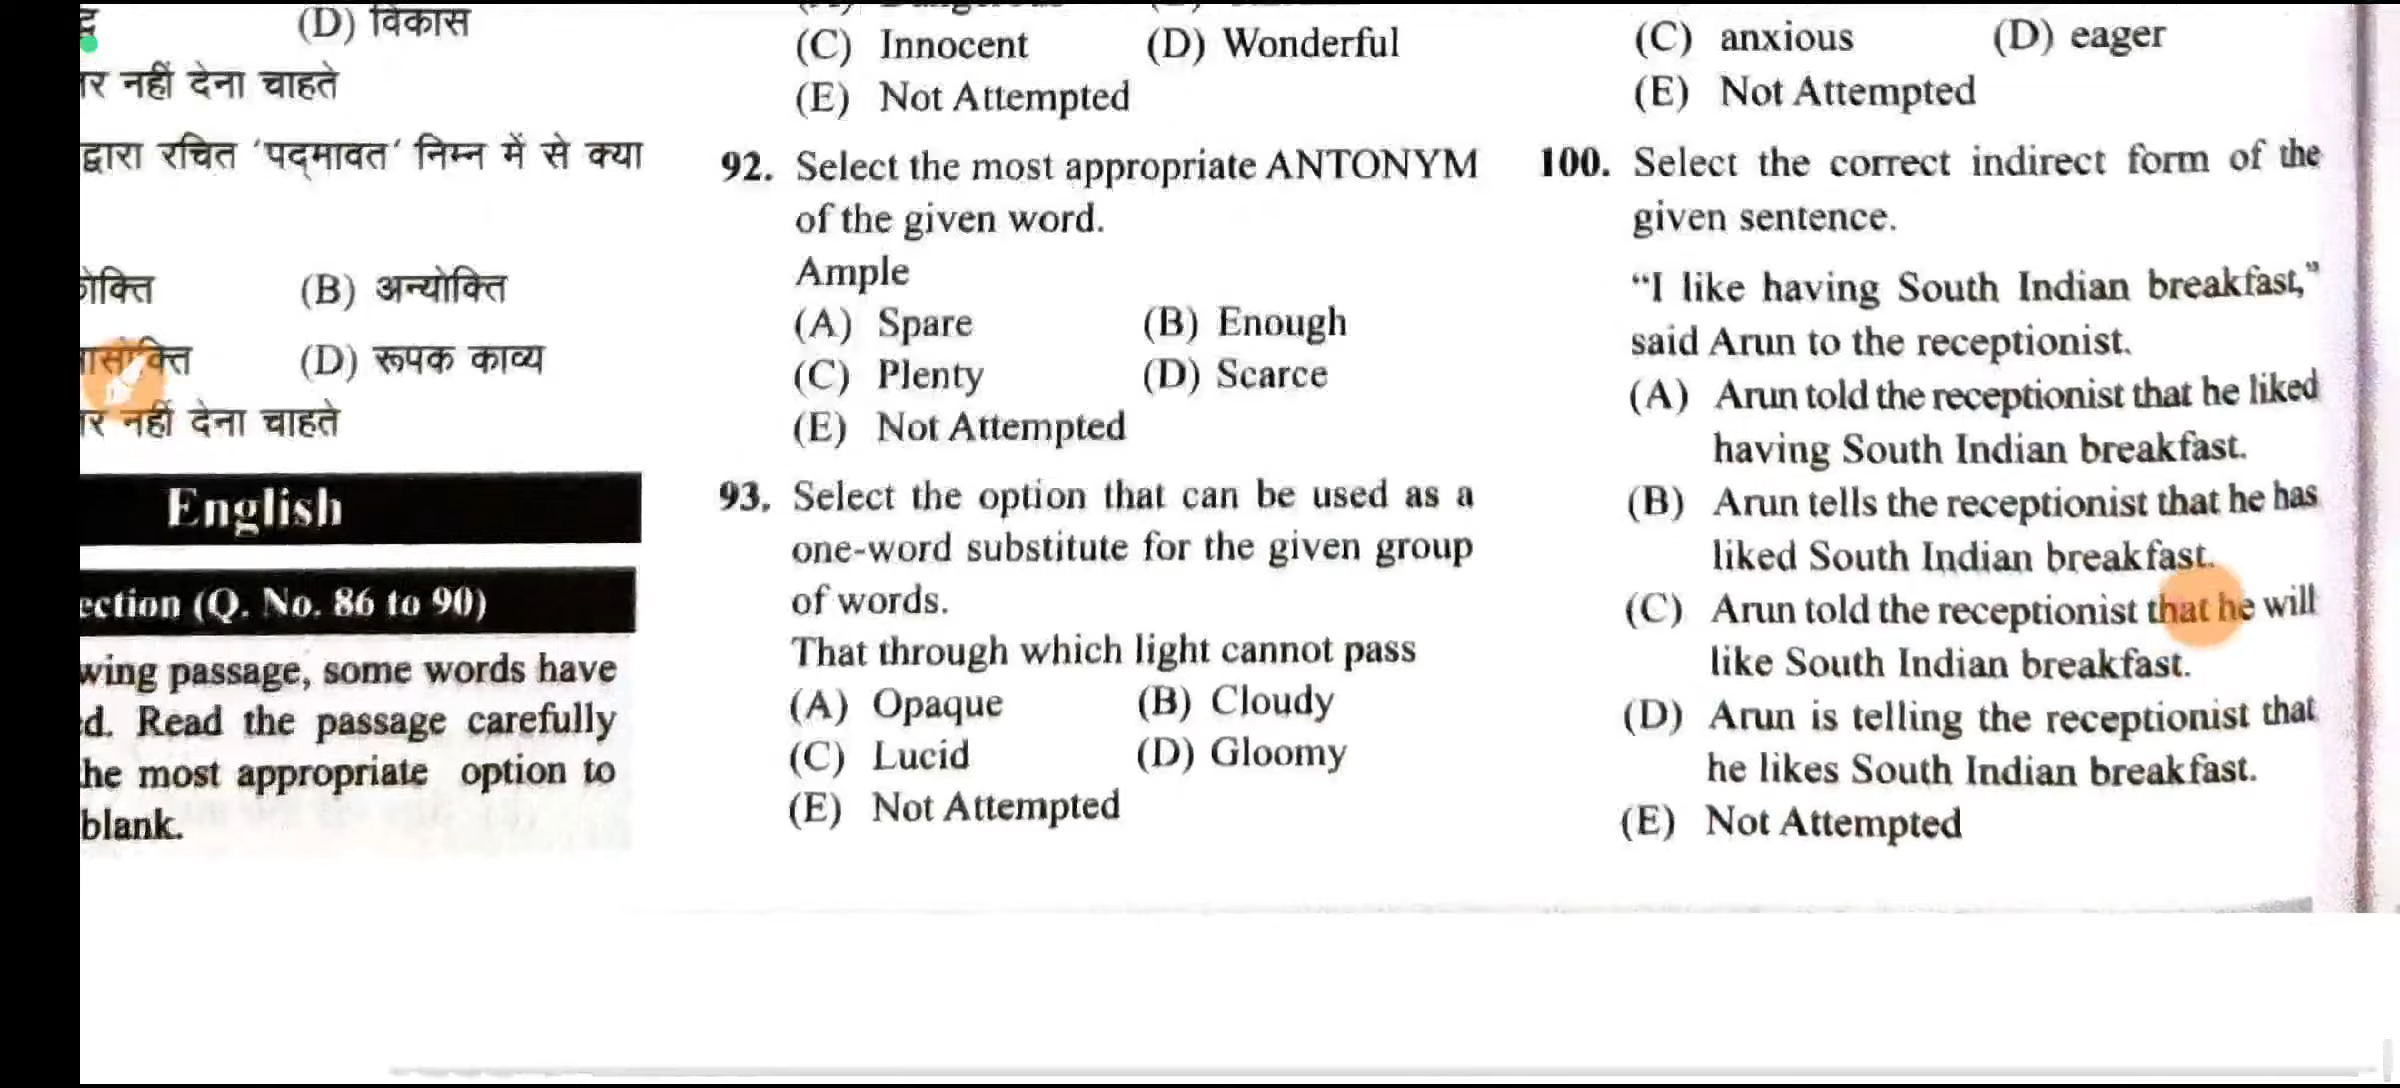 (D) विकास
नहीं देना चाहते
द्वारा रचित 'पद्मावत' निम्न में से क्या
(B) अन्योक्ति
(D) रूपक काव्य
नहीं देना चाहते
English
ection (Q. No. 86 to 90)
wing passage, some words have
d. Read the passage carefully
he most appropriate option to
blank.
(C) Innocent (D) Wonderful
(E) Not Attempted
92. Select the most appropriate ANTONYM
of the given word.
Ample
(A) Spare (B) Enough
(C) Plenty (D) Scarce
(E) Not Attempted
93. Select the option that can be used as a
one-word substitute for the given group
of words.
That through which light cannot pass
(A) Opaque (B) Cloudy
(C) Lucid (D) Gloomy
(E) Not Attempted
(C) anxious (D) eager
(E) Not Attempted
100. Select the correct indirect form of the
given sentence.
“I like having South Indian breakfast,”
said Arun to the receptionist.
(A) Arun told the receptionist that he liked
having South Indian breakfast.
(B) Arun tells the receptionist that he has
liked South Indian breakfast.
(C) Arun told the receptionist that he will
like South Indian breakfast.
(D) Arun is telling the receptionist that
he likes South Indian breakfast.
(E) Not Attempted